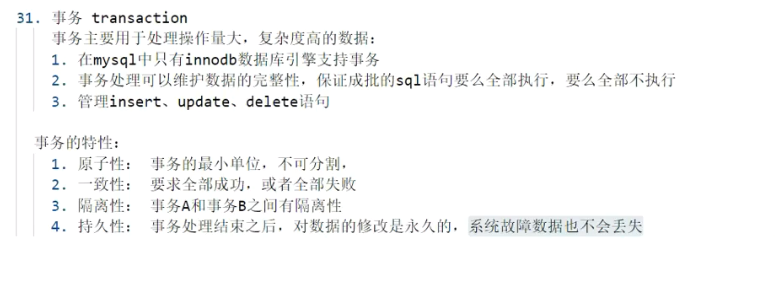 31. 事务 transaction
事务主要用于处理操作量大，复杂度高的数据：
1. 在mysql中只有innodb数据库引擎支持事务
2. 事务处理可以维护数据的完整性，保证成批的sql语句要么全部执行，要么全部不执行
3. 管理insert、update、delete语句
事务的特性：
1. 原子性： 事务的最小单位，不可分割，
2. 一致性： 要求全部成功，或者全部失败
3. 隔离性： 事务A和事务B之间有隔离性
4. 持久性： 事务处理结束之后，对数据的修改是永久的，系统故障数据也不会丢失